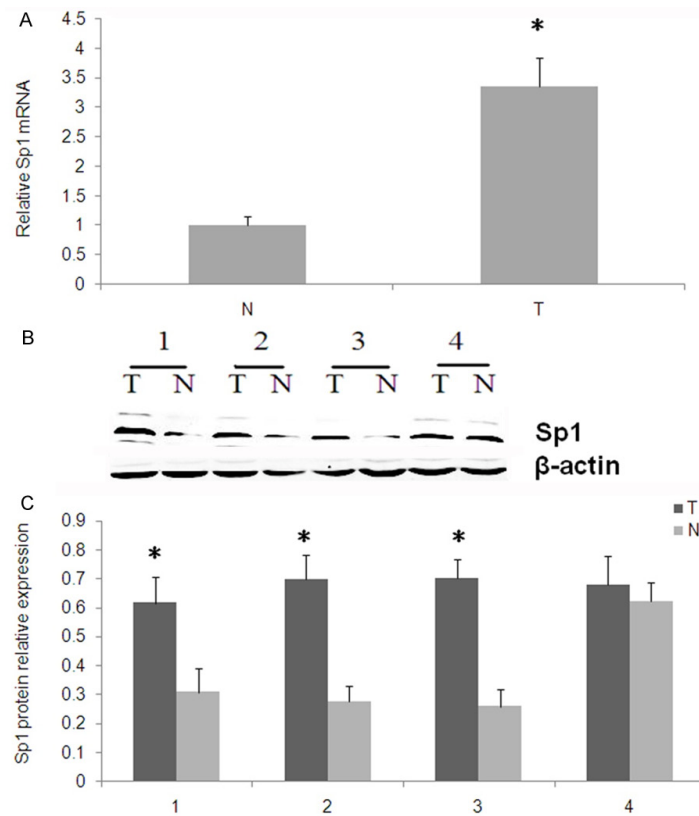 A
Relative Sp1 mRNA
4.5
4
3.5
3
2.5
2
1.5
1
0.5
0
*
N T
B
1 2 3 4
T N T N T N T N
Sp1
β-actin
C
Sp1 protein relative expression
0.9
0.8
0.7
0.6
0.5
0.4
0.3
0.2
0.1
0
* * *
T
N
1 2 3 4